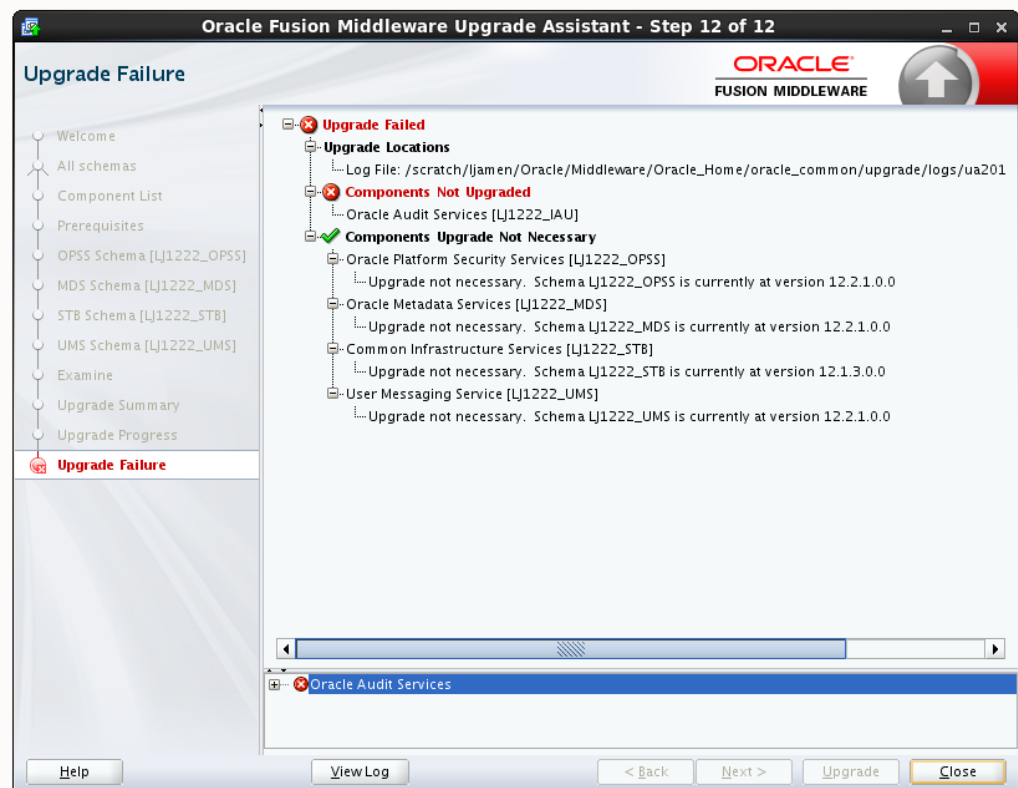 Oracle Fusion Middleware Upgrade Assistant - Step 12 of 12
Upgrade Failure
ORACLE
FUSION MIDDLEWARE
Welcome
All schemas
Component List
Prerequisites
OPSS Schema [LJ1222_OPSS]
MDS Schema [LJ1222_MDS]
STB Schema [LJ1222_STB]
UMS Schema [LJ1222_UMS]
Examine
Upgrade Summary
Upgrade Progress
Upgrade Failure
Upgrade Failed
Upgrade Locations
Log File: /scratch/ljamen/Oracle/Middleware/Oracle_Home/oracle_common/upgrade/logs/ua201
Components Not Upgraded
Oracle Audit Services [LJ1222_IAU]
Components Upgrade Not Necessary
Oracle Platform Security Services [LJ1222_OPSS]
Upgrade not necessary. Schema LJ1222_OPSS is currently at version 12.2.1.0.0
Oracle Metadata Services [LJ1222_MDS]
Upgrade not necessary. Schema LJ1222_MDS is currently at version 12.2.1.0.0
Common Infrastructure Services [LJ1222_STB]
Upgrade not necessary. Schema LJ1222_STB is currently at version 12.1.3.0.0
User Messaging Service [LJ1222_UMS]
Upgrade not necessary. Schema LJ1222_UMS is currently at version 12.2.1.0.0
Oracle Audit Services
Help
View Log
< Back
Next >
Upgrade
Close